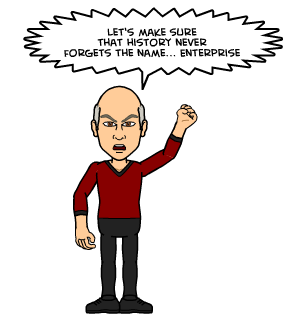 LET'S MAKE SURE
THAT HISTORY NEVER
FORGETS THE NAME... ENTERPRISE